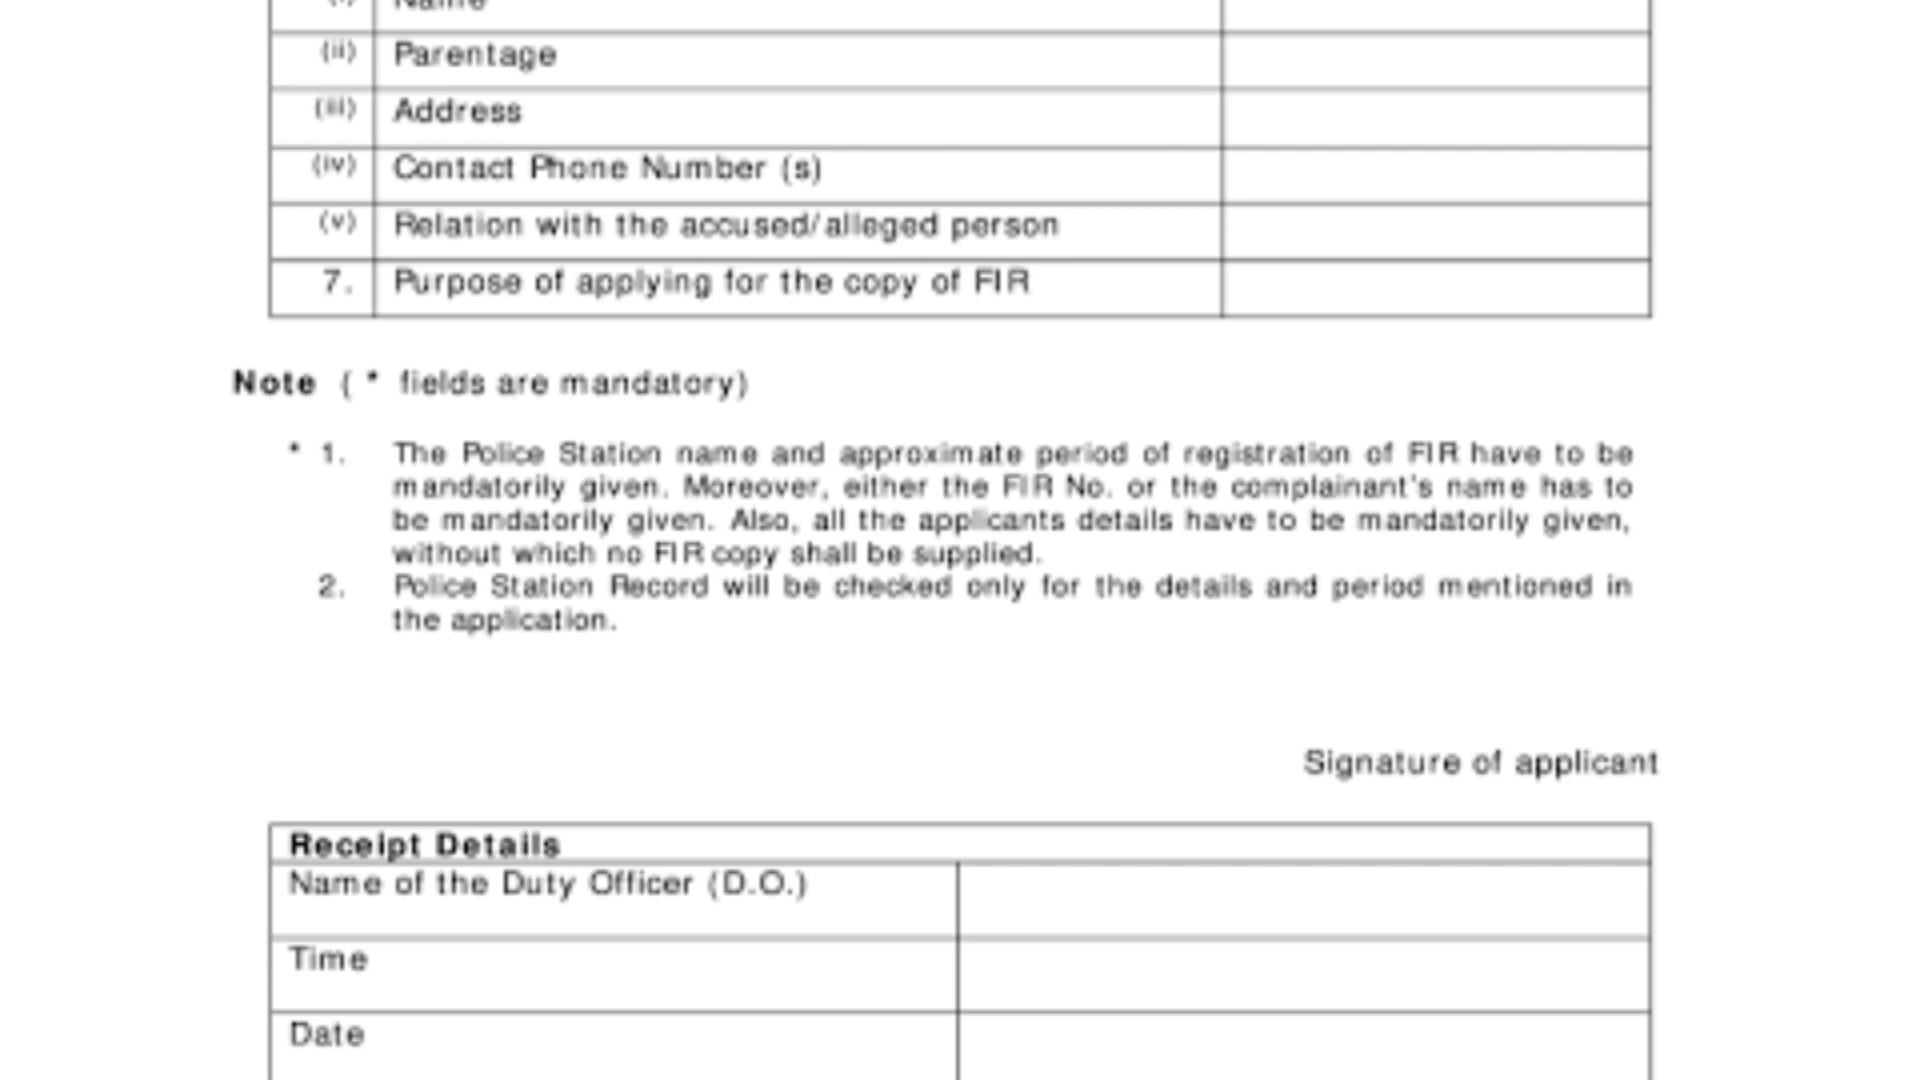 (i) Name
(ii) Parentage
(iii) Address
(iv) Contact Phone Number (s)
(v) Relation with the accused/alleged person
7. Purpose of applying for the copy of FIR
Note ( * fields are mandatory)
* 1. The Police Station name and approximate period of registration of FIR have to be
mandatorily given. Moreover, either the FIR No. or the complainant's name has to
be mandatorily given. Also, all the applicants details have to be mandatorily given,
without which no FIR copy shall be supplied.
2. Police Station Record will be checked only for the details and period mentioned in
the application.
Signature of applicant
Receipt Details
Name of the Duty Officer (D.O.)
Time
Date